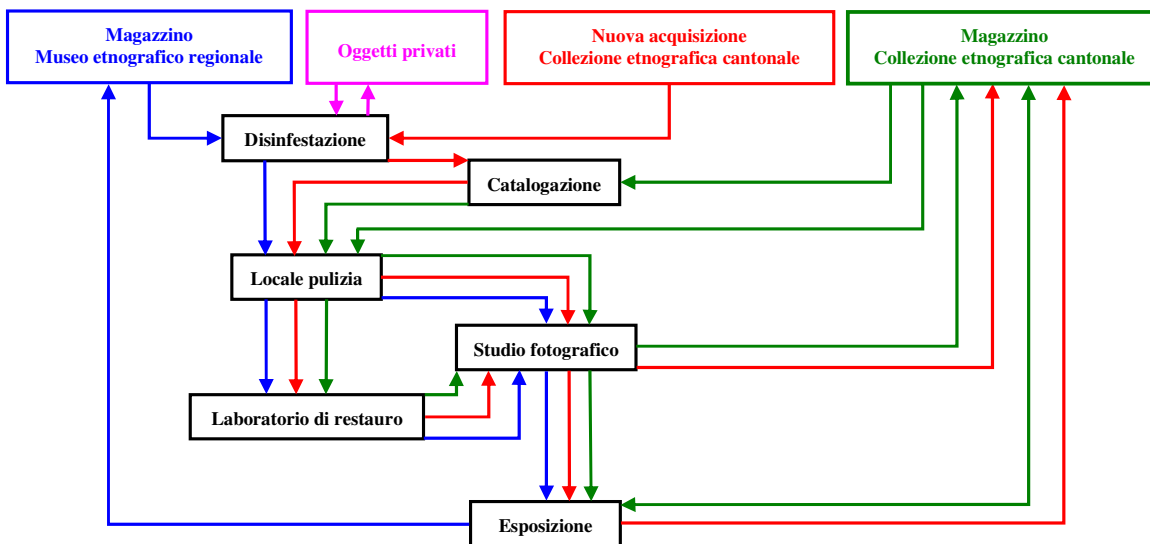 Magazzino
Museo etnografico regionale
Oggetti privati
Nuova acquisizione
Collezione etnografica cantonale
Magazzino
Collezione etnografica cantonale
Disinfestazione
Catalogazione
Locale pulizia
Studio fotografico
Laboratorio di restauro
Esposizione